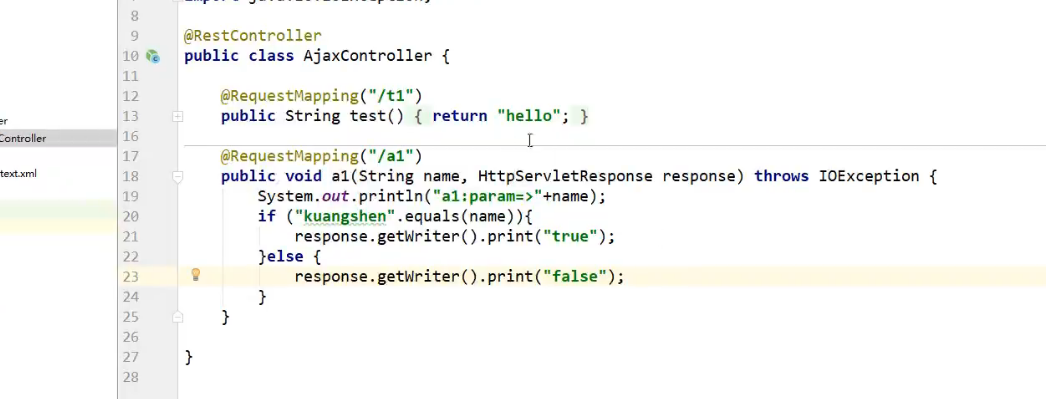 8
9 @RestController
10 public class AjaxController {
11
12 @RequestMapping("/t1")
13 public String test() { return "hello"; }
16
17 @RequestMapping("/a1")
18 public void a1(String name, HttpServletResponse response) throws IOException {
19 System.out.println("a1:param=>"+name);
20 if ("kuangshen".equals(name)){
21 response.getWriter().print("true");
22 }else {
23 response.getWriter().print("false");
24 }
25 }
26
27 }
28
er
Controller
text.xml